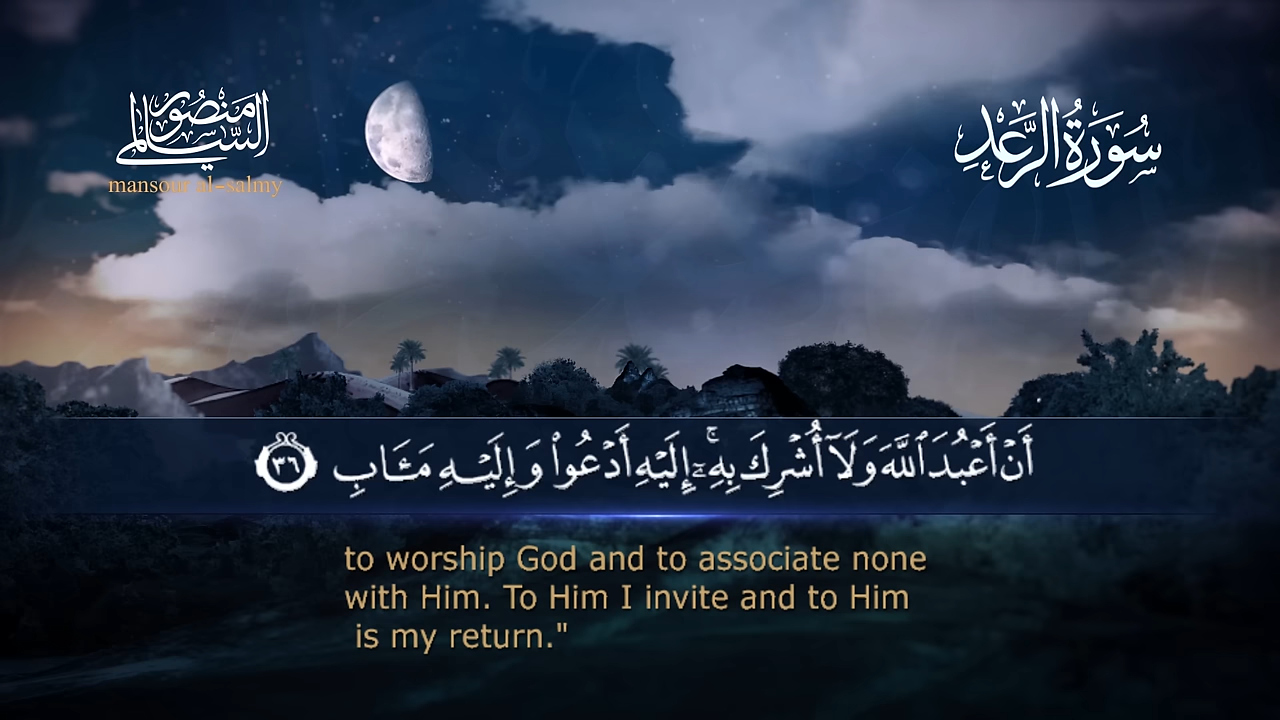 منصور السالمي
mansour al-salmy
سُورَةُ الرَّعْدِ
أَنۡ أَعۡبُدَ ٱللَّهَ وَلَآ أُشۡرِكَ بِهِۦٓۚ إِلَيۡهِ أَدۡعُواْ وَإِلَيۡهِ مَـَٔابِ ٣٦
to worship God and to associate none
with Him. To Him I invite and to Him
is my return."